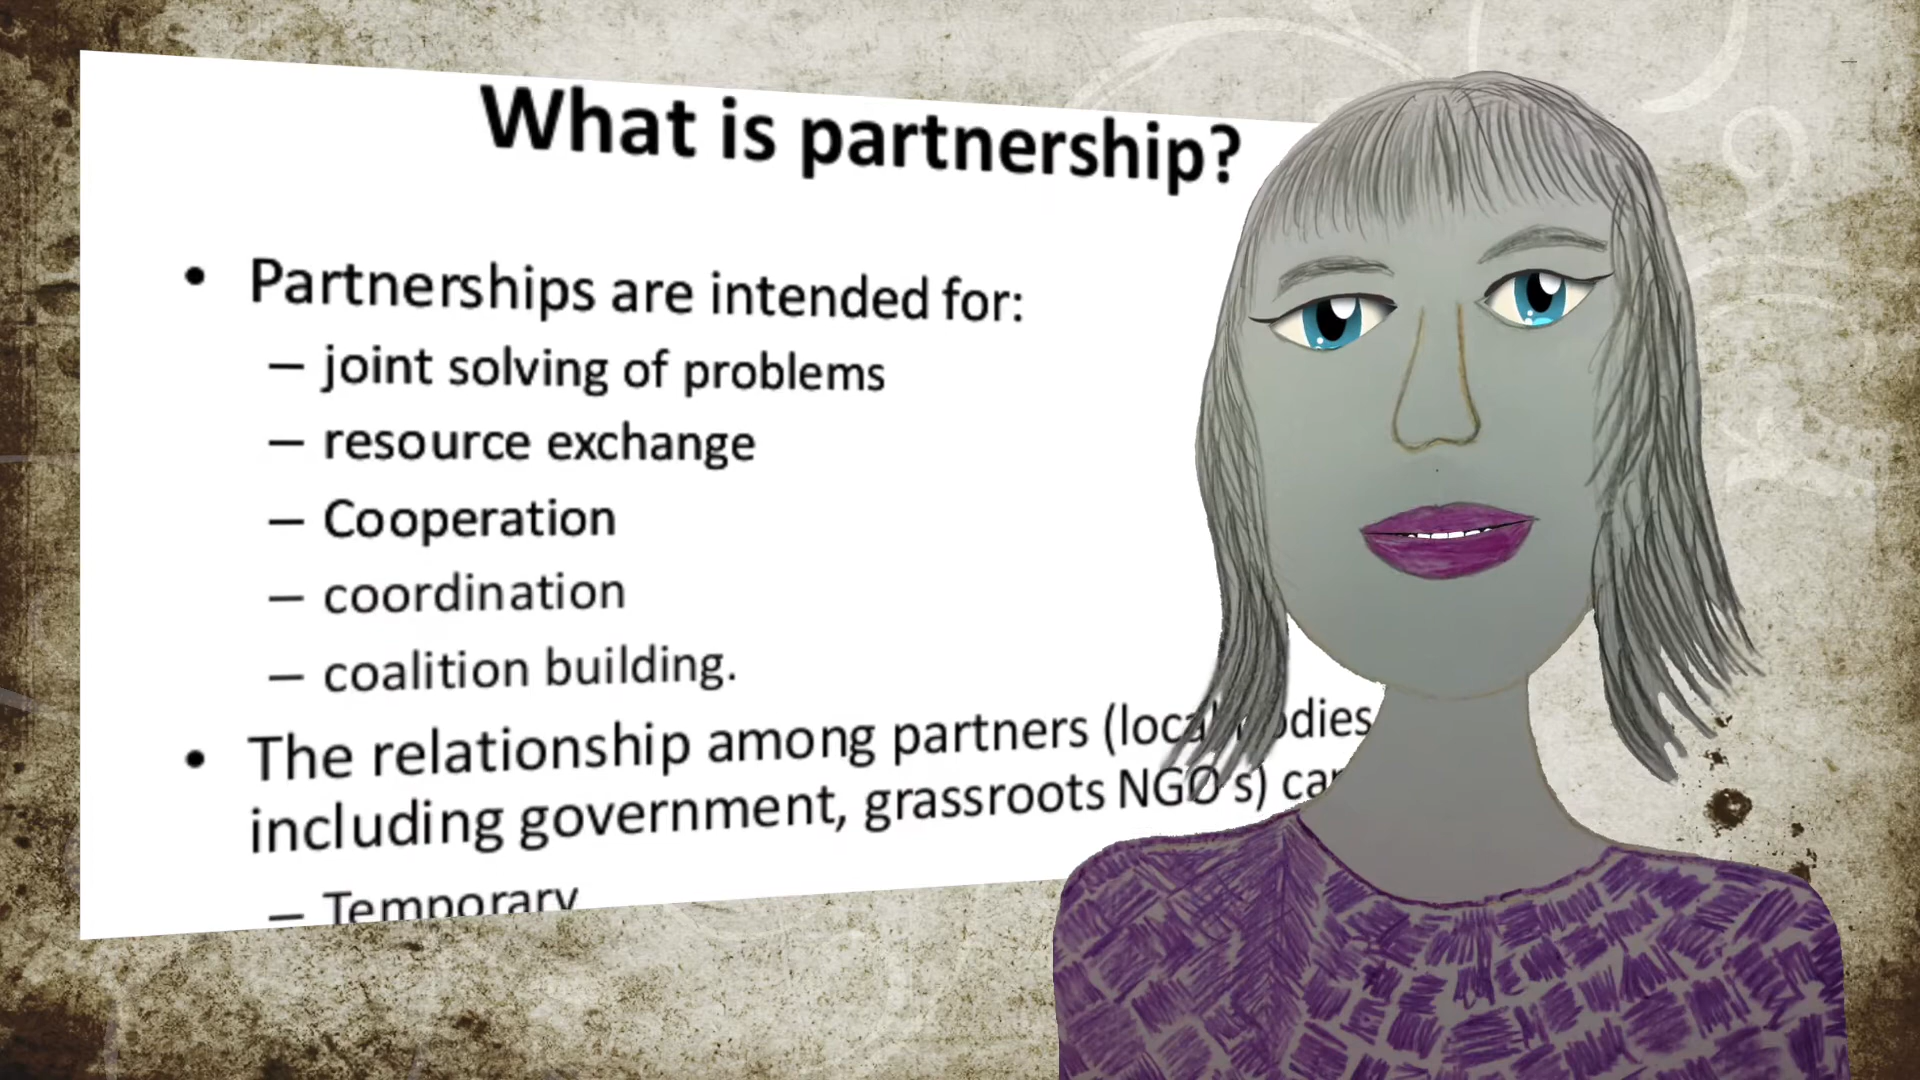 What is partnership?
• Partnerships are intended for:
– joint solving of problems
– resource exchange
– Cooperation
– coordination
– coalition building.
• The relationship among partners (local bodies
including government, grassroots NGO's)
– Temporary